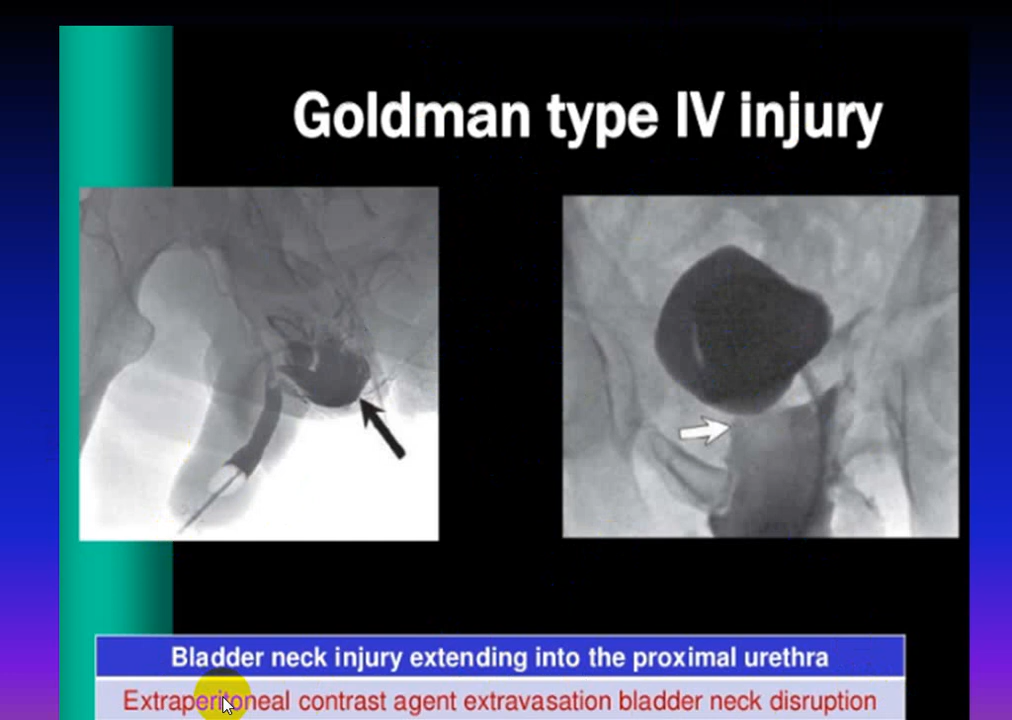 Goldman type IV injury
Bladder neck injury extending into the proximal urethra
Extraperitoneal contrast agent extravasation bladder neck disruption